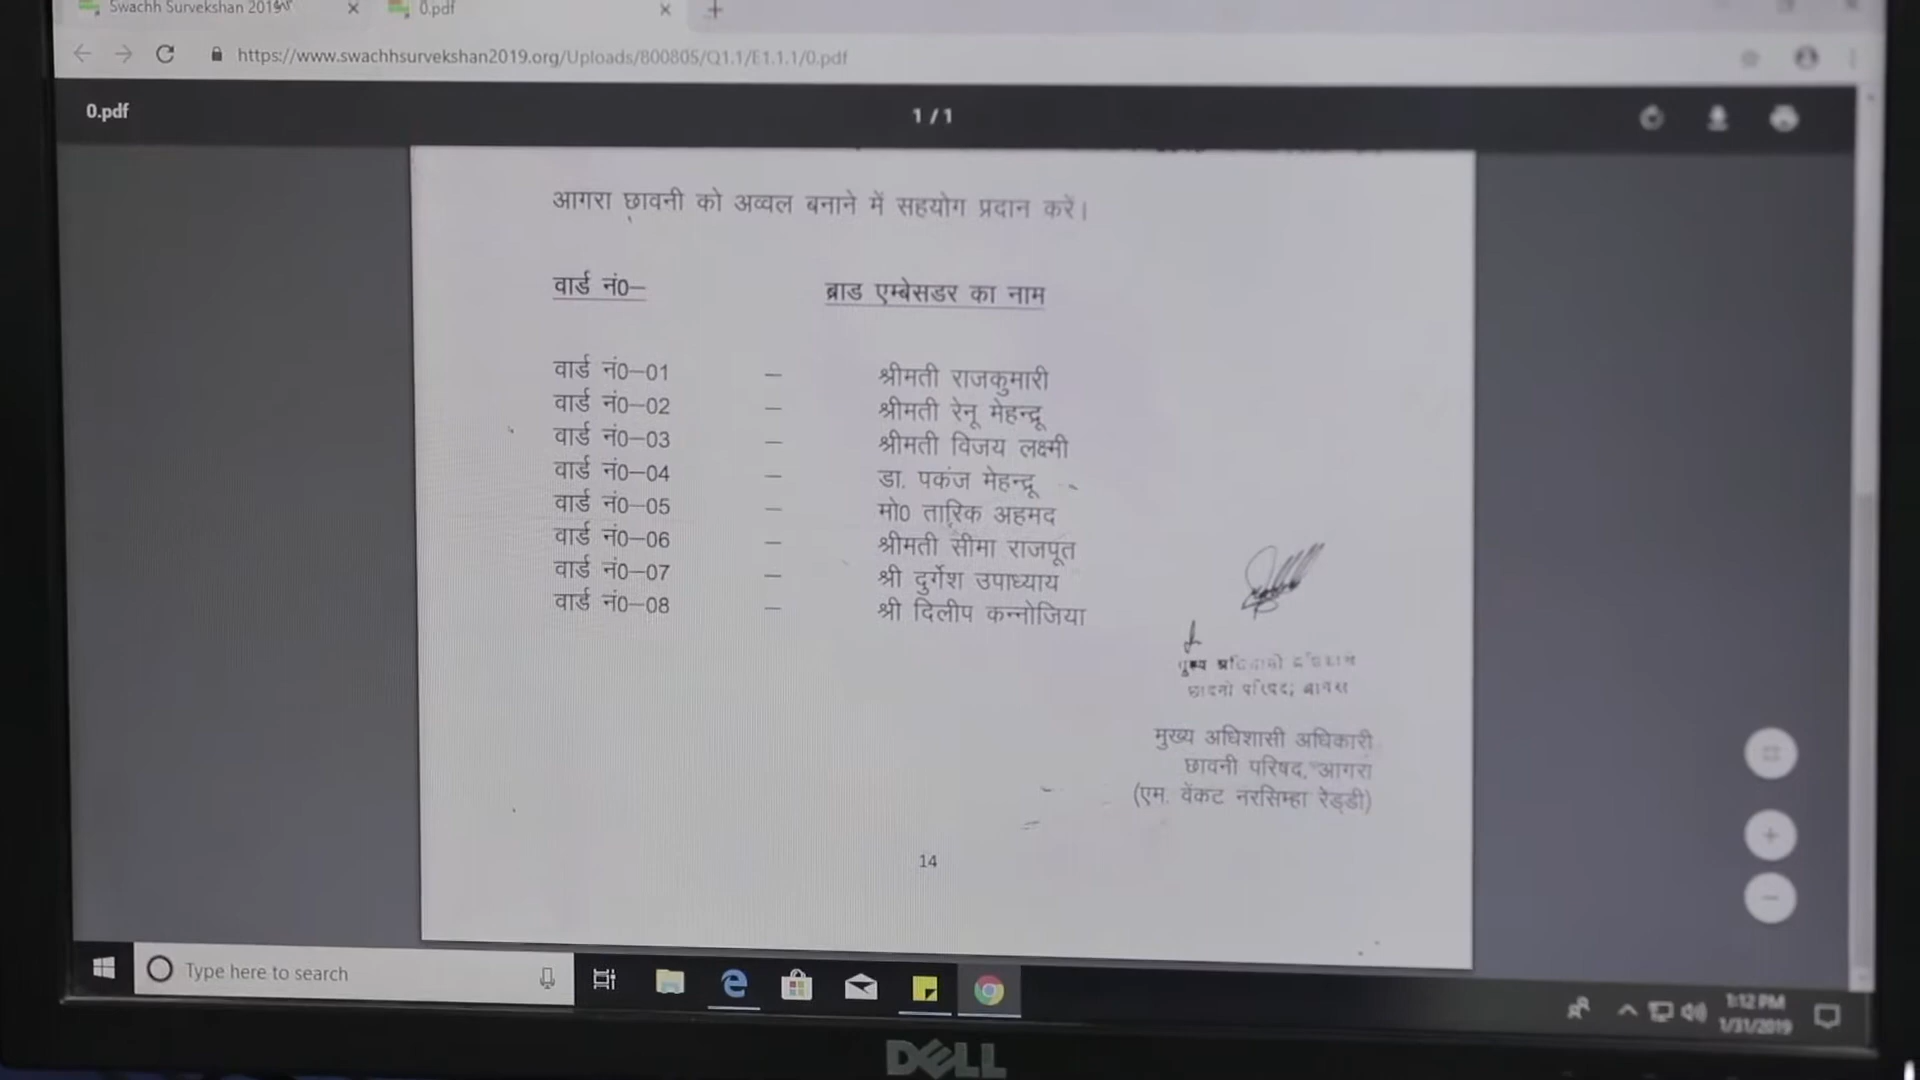 Swachh Survekshan 2019
0.pdf
https://www.swachhsurvekshan2019.org/Uploads/800805/Q1.1/E1.1.1/0.pdf
0.pdf
1 / 1
आगरा छावनी को अव्वल बनाने में सहयोग प्रदान करें।
वार्ड नं0— ब्राड एम्बेसडर का नाम
वार्ड नं0—01 — श्रीमती राजकुमारी
वार्ड नं0—02 — श्रीमती रेनू मेहन्द्रू
वार्ड नं0—03 — श्रीमती विजय लक्ष्मी
वार्ड नं0—04 — डा. पकंज मेहन्द्रू
वार्ड नं0—05 — मो0 तारिक अहमद
वार्ड नं0—06 — श्रीमती सीमा राजपूत
वार्ड नं0—07 — श्री दुर्गेश उपाध्याय
वार्ड नं0—08 — श्री दिलीप कन्नोजिया
मुख्य अधिशासी अधिकारी
छावनी परिषद, आगरा
(एम. वेंकट नरसिम्हा रेड्डी)
14
Type here to search
1:12 PM
1/31/2019
DELL